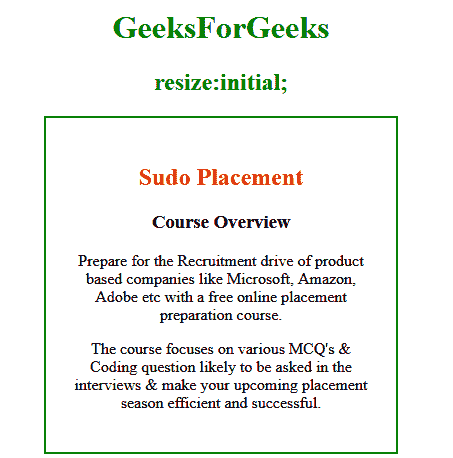 GeeksForGeeks
resize:initial;
Sudo Placement
Course Overview
Prepare for the Recruitment drive of product
based companies like Microsoft, Amazon,
Adobe etc with a free online placement
preparation course.
The course focuses on various MCQ's &
Coding question likely to be asked in the
interviews & make your upcoming placement
season efficient and successful.